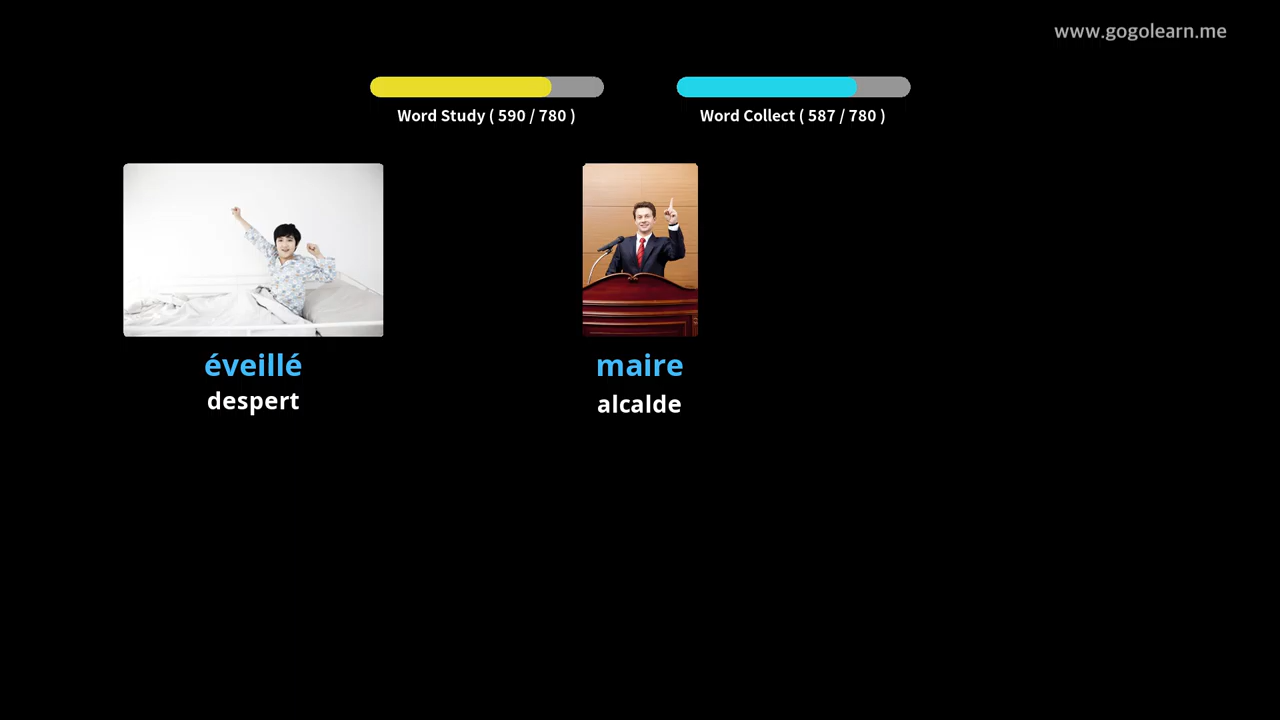 www.gogolearn.me
Word Study ( 590 / 780 )
Word Collect ( 587 / 780 )
éveillé
despert
maire
alcalde